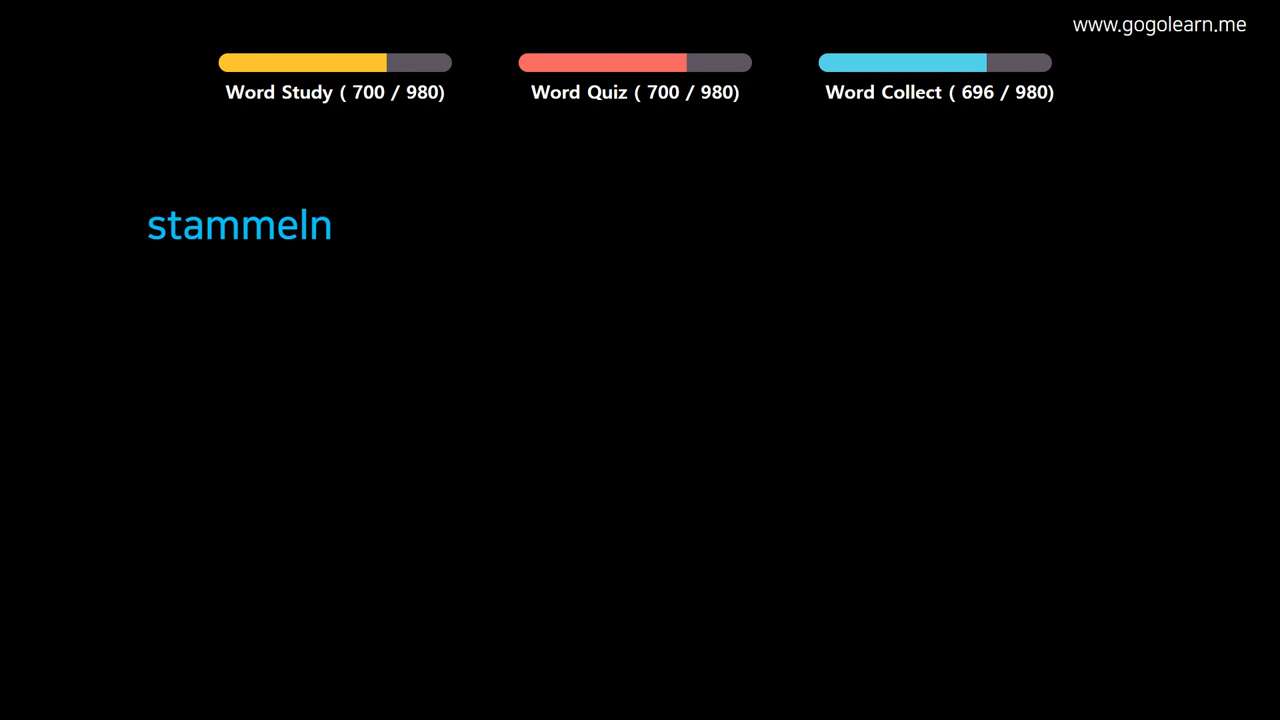 www.gogolearn.me
Word Study ( 700 / 980)
Word Quiz ( 700 / 980)
Word Collect ( 696 / 980)
stammeln